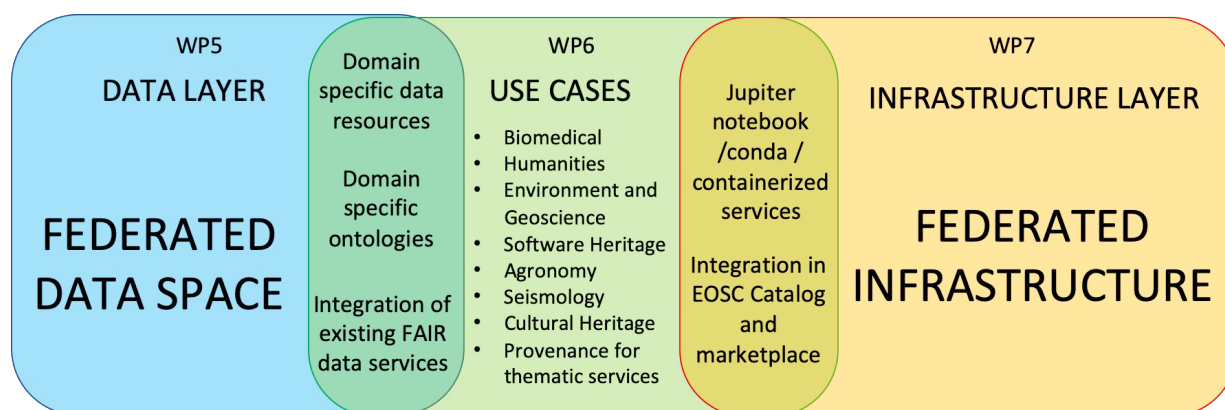 WP5
DATA LAYER
FEDERATED
DATA SPACE
Domain
specific data
resources
Domain
specific
ontologies
Integration of
existing FAIR
data services
WP6
USE CASES
• Biomedical
• Humanities
• Environment and
Geoscience
• Software Heritage
• Agronomy
• Seismology
• Cultural Heritage
• Provenance for
thematic services
Jupiter
notebook
/conda /
containerized
services
Integration in
EOSC Catalog
and
marketplace
WP7
INFRASTRUCTURE LAYER
FEDERATED
INFRASTRUCTURE